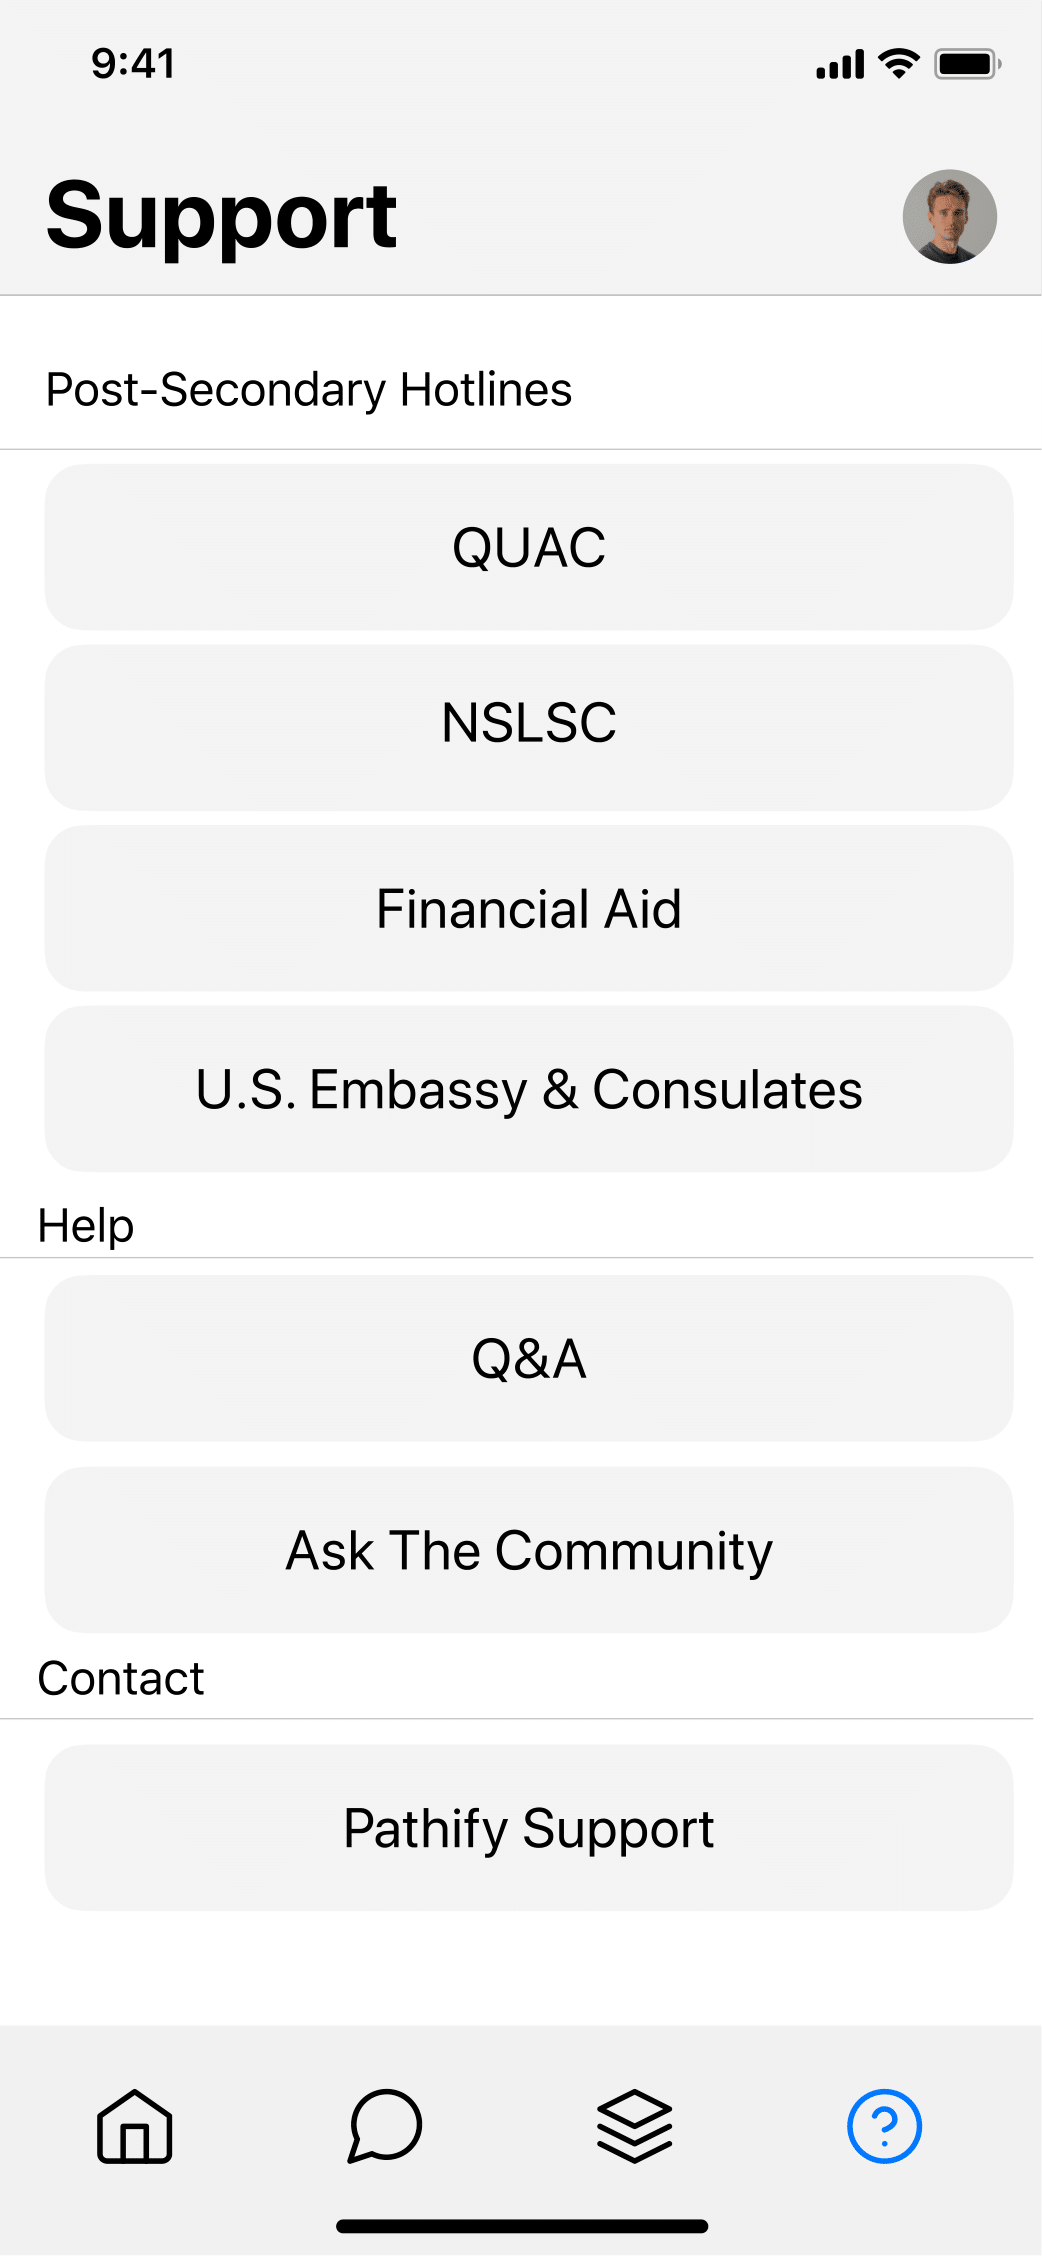 9:41
Support
Post-Secondary Hotlines
QUAC
NSLSC
Financial Aid
U.S. Embassy & Consulates
Help
Q&A
Ask The Community
Contact
Pathify Support